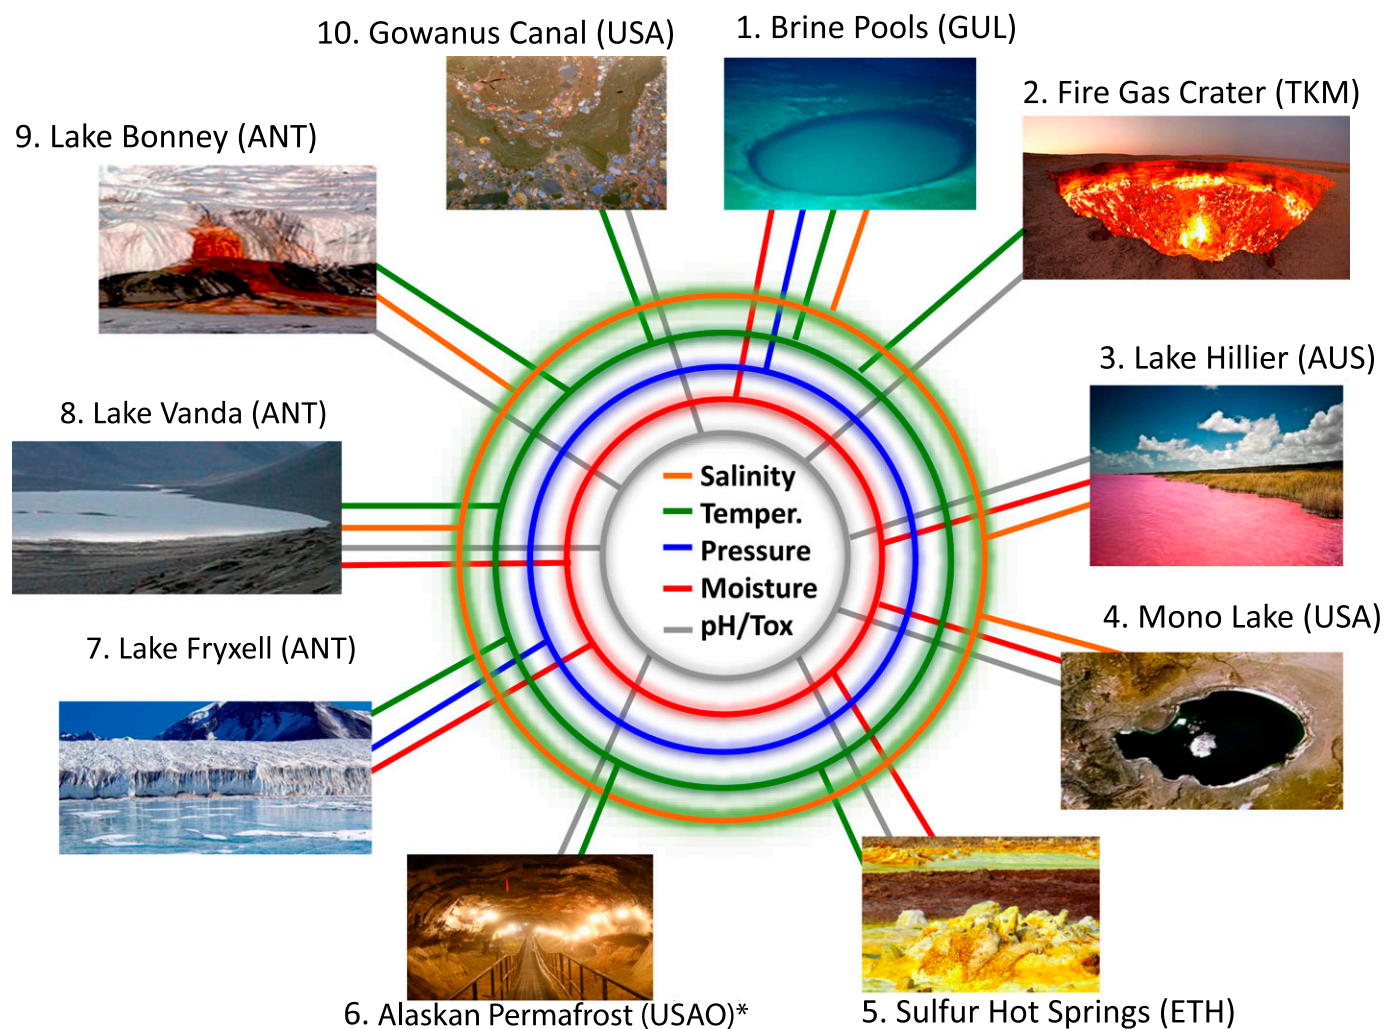 10. Gowanus Canal (USA)
1. Brine Pools (GUL)
2. Fire Gas Crater (TKM)
9. Lake Bonney (ANT)
3. Lake Hillier (AUS)
8. Lake Vanda (ANT)
Salinity
Temper.
Pressure
Moisture
pH/Tox
4. Mono Lake (USA)
7. Lake Fryxell (ANT)
6. Alaskan Permafrost (USAO)*
5. Sulfur Hot Springs (ETH)